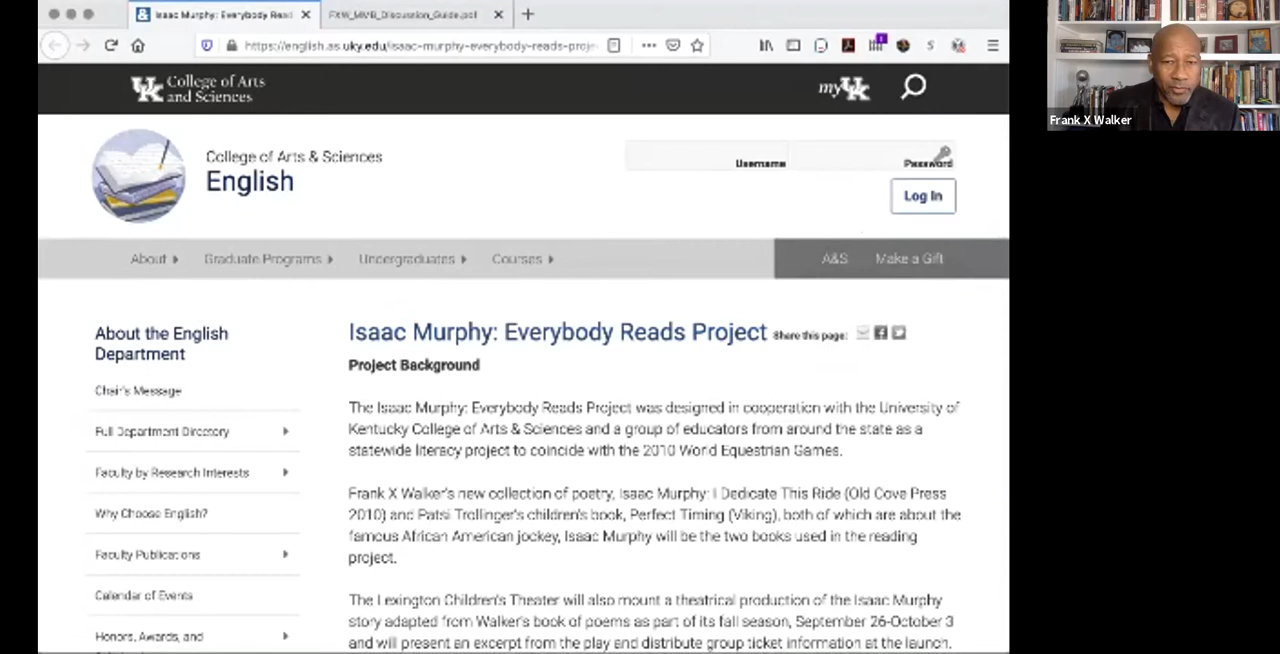 Isaac Murphy: Everybody Read
FXW_MMB_Discussion_Guide.pdf
https://english.as.uky.edu/isaac-murphy-everybody-reads-proje
UK College of Arts
and Sciences
myUK
College of Arts & Sciences
English
Username
Password
Log In
About
Graduate Programs
Undergraduates
Courses
A&S
Make a Gift
About the English
Department
Chair's Message
Full Department Directory
Faculty by Research Interests
Why Choose English?
Faculty Publications
Calendar of Events
Honors, Awards, and
Isaac Murphy: Everybody Reads Project
Share this page:
Project Background
The Isaac Murphy: Everybody Reads Project was designed in cooperation with the University of
Kentucky College of Arts & Sciences and a group of educators from around the state as a
statewide literacy project to coincide with the 2010 World Equestrian Games.
Frank X Walker's new collection of poetry, Isaac Murphy: I Dedicate This Ride (Old Cove Press
2010) and Patsi Trollinger's children's book, Perfect Timing (Viking), both of which are about the
famous African American jockey, Isaac Murphy will be the two books used in the reading
project.
The Lexington Children's Theater will also mount a theatrical production of the Isaac Murphy
story adapted from Walker's book of poems as part of its fall season, September 26-October 3
and will present an excerpt from the play and distribute group ticket information at the launch.
Frank X Walker